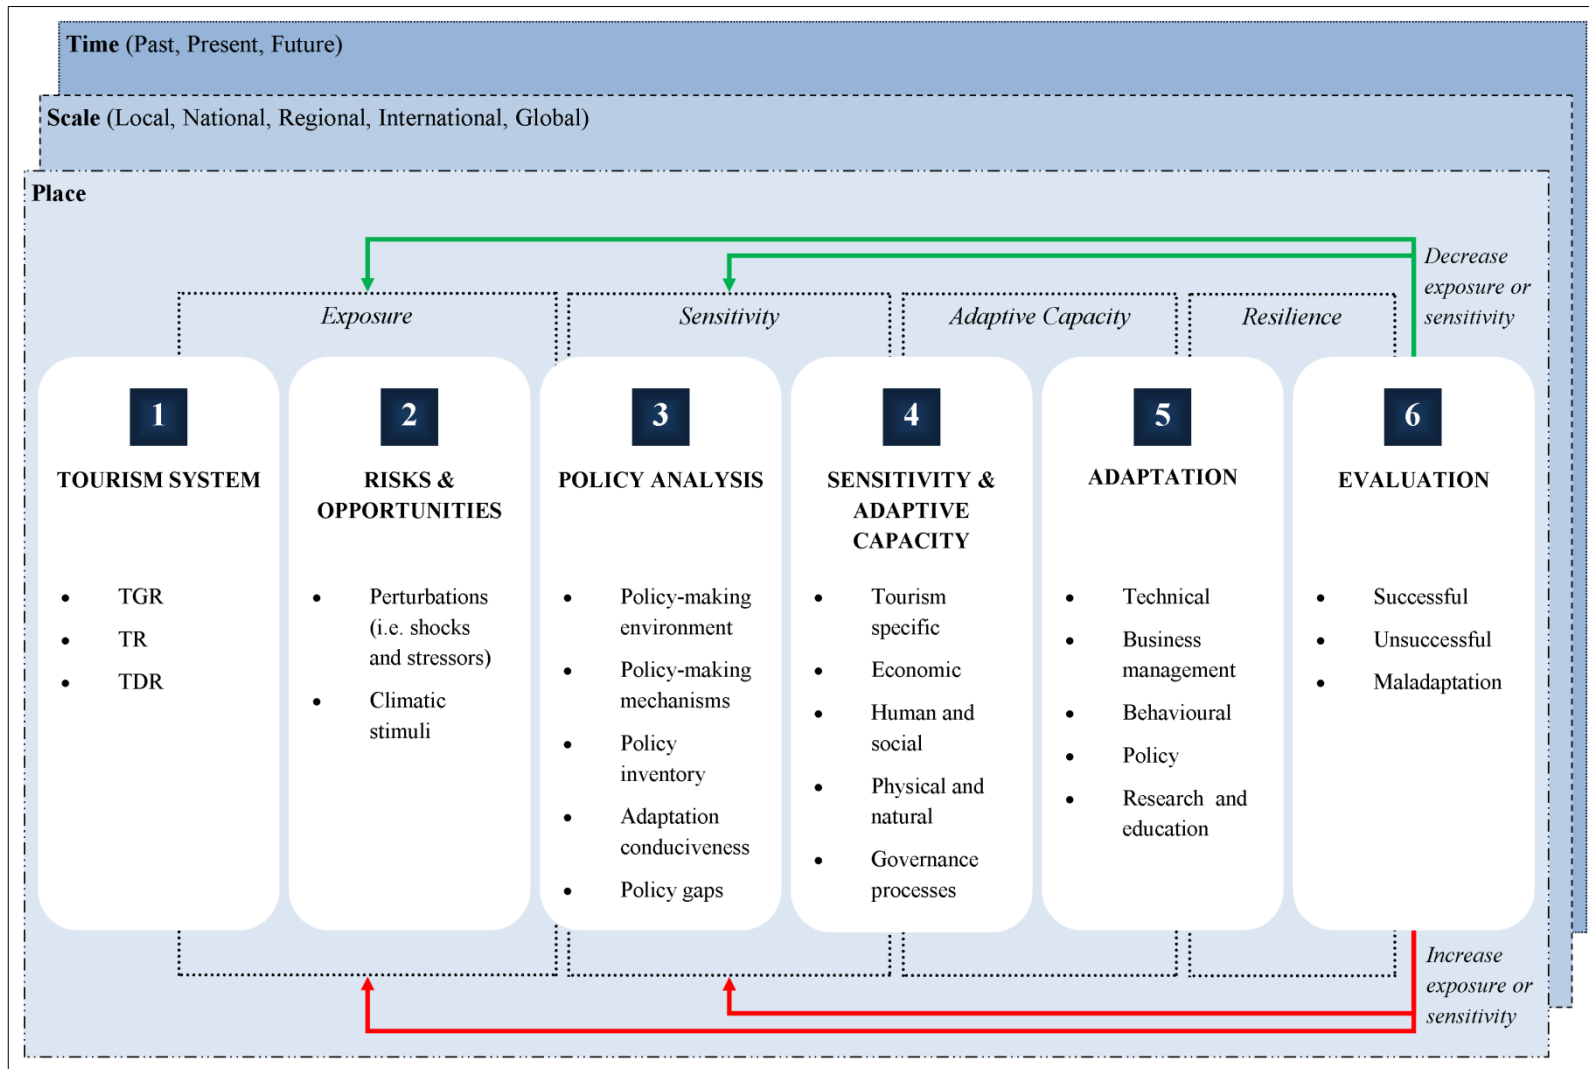 Time (Past, Present, Future)
Scale (Local, National, Regional, International, Global)
Place
Decrease
exposure or
sensitivity
Exposure
Sensitivity
Adaptive Capacity
Resilience
1
TOURISM SYSTEM
• TGR
• TR
• TDR
2
RISKS &
OPPORTUNITIES
• Perturbations
(i.e. shocks
and stressors)
• Climatic
stimuli
3
POLICY ANALYSIS
• Policy-making
environment
• Policy-making
mechanisms
• Policy
inventory
• Adaptation
conduciveness
• Policy gaps
4
SENSITIVITY &
ADAPTIVE
CAPACITY
• Tourism
specific
• Economic
• Human and
social
• Physical and
natural
• Governance
processes
5
ADAPTATION
• Technical
• Business
management
• Behavioural
• Policy
• Research and
education
6
EVALUATION
• Successful
• Unsuccessful
• Maladaptation
Increase
exposure or
sensitivity